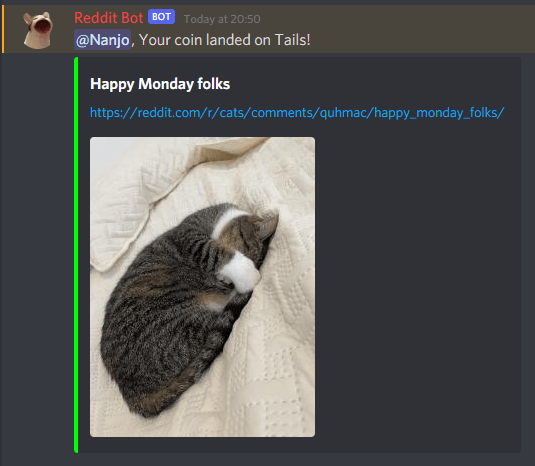 Reddit Bot BOT Today at 20:50
@Nanjo, Your coin landed on Tails!
Happy Monday folks
https://reddit.com/r/cats/comments/quhmac/happy_monday_folks/